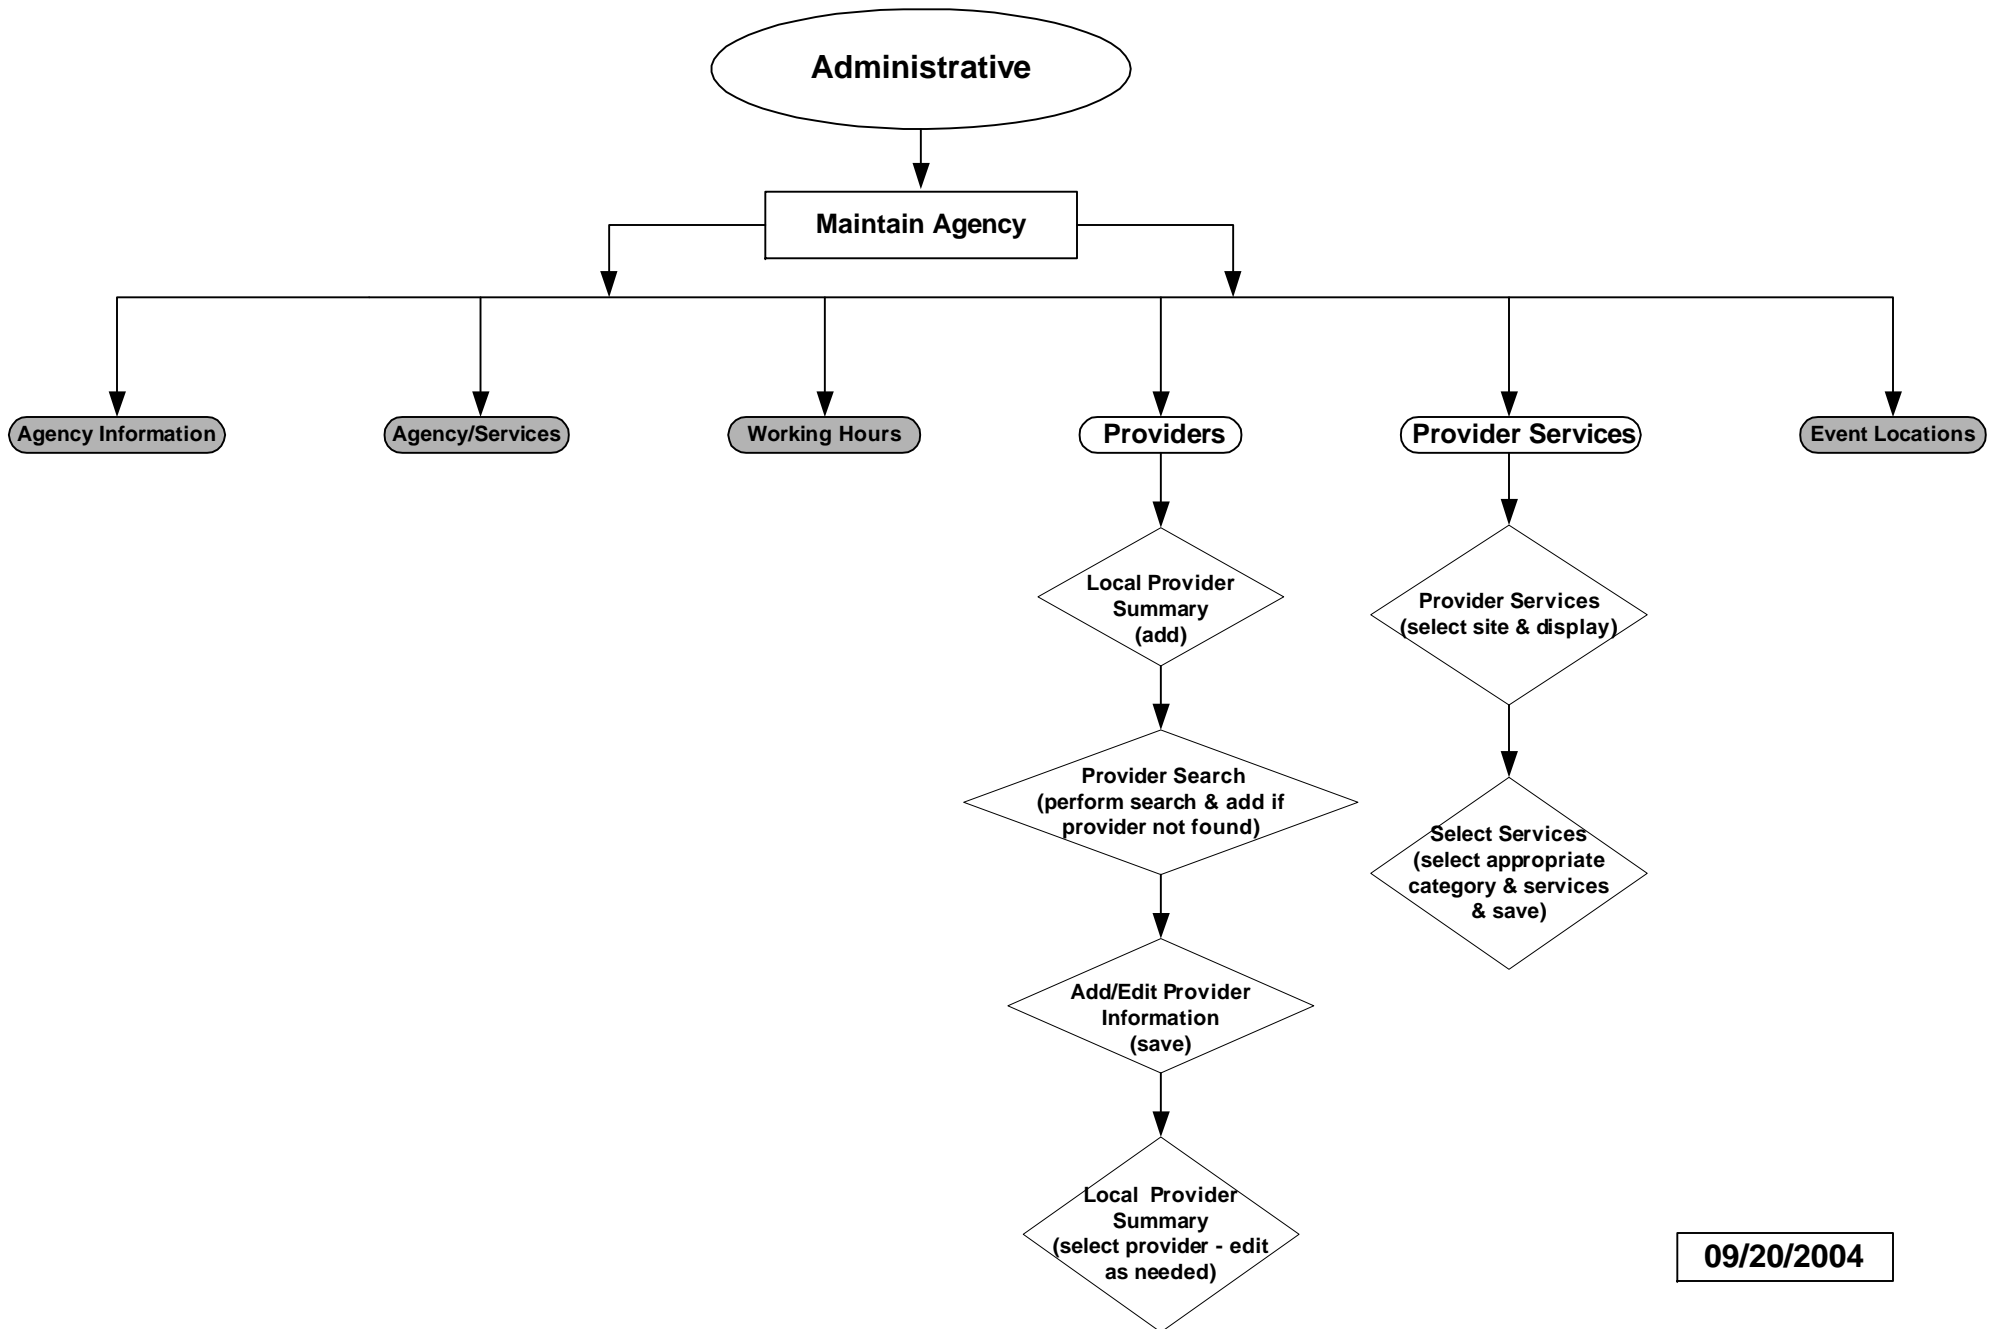 Administrative
Maintain Agency
Agency Information
Agency/Services
Working Hours
Providers
Provider Services
Event Locations
Local Provider
Summary
(add)
Provider Services
(select site & display)
Provider Search
(perform search & add if
provider not found)
Select Services
(select appropriate
category & services
& save)
Add/Edit Provider
Information
(save)
Local Provider
Summary
(select provider - edit
as needed)
09/20/2004